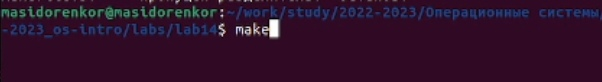 masidorenkor@masidorenkor:~/work/study/2022-2023/Операционные системы/
-2023_os-intro/labs/lab14$ make